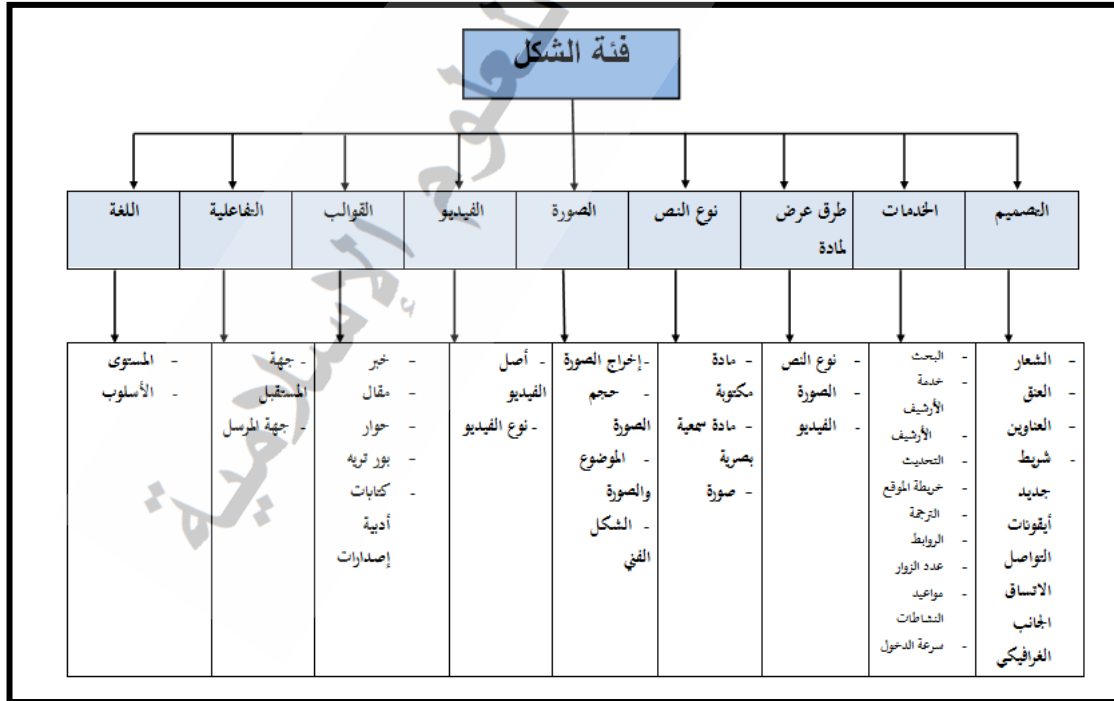 فئة الشكل
التصميم
الخدمات
طرق عرض
لمادة
نوع النص
الصورة
الفيديو
القوالب
التفاعلية
اللغة
- الشعار
- العنق
- العناوين
- شريط
جديد
أيقونات
التواصل
الاتساق
الجانب
الغرافيكي
- البحث
- خدمة
الأرشيف
- الأرشيف
- التحديث
- خريطة الموقع
- الترجمة
- الروابط
- عدد الزوار
- مواعيد
النشاطات
- سرعة الدخول
- نوع النص
- الصورة
- الفيديو
- مادة
مكتوبة
- مادة سمعية
بصرية
- صورة
-إخراج الصورة
- حجم
الصورة
- الموضوع
والصورة
- الشكل
الفني
- أصل
الفيديو
- نوع الفيديو
- خبر
- مقال
- حوار
- بور تريه
- كتابات
أدبية
إصدارات
- جهة
المستقبل
- جهة المرسل
- المستوى
- الأسلوب
لعلوم الإسلامية